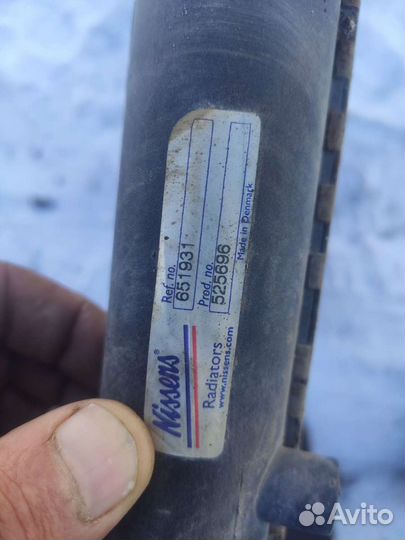 Nissens®
Radiators
www.nissens.com
Ref. no.
651931
Prod. no.
525696
Made in Denmark
Avito